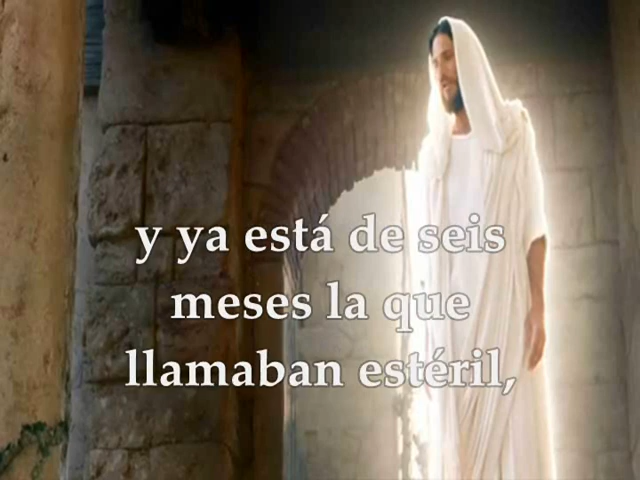 y ya está de seis
meses la que
llamaban estéril,